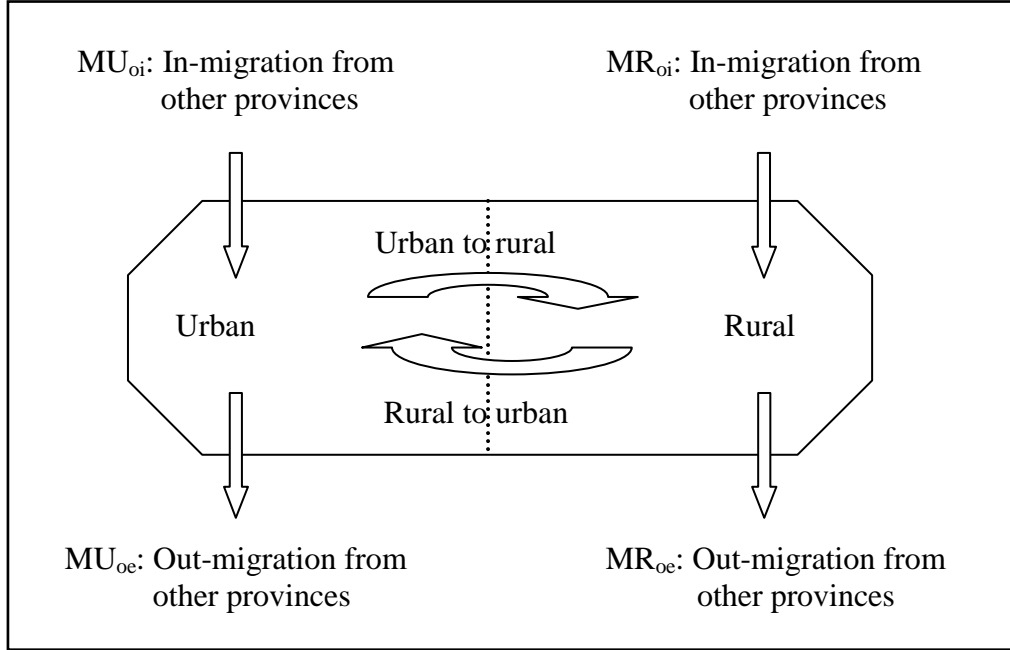 MUoi: In-migration from
other provinces
MRoi: In-migration from
other provinces
Urban to rural
Urban
Rural
Rural to urban
MUoe: Out-migration from
other provinces
MRoe: Out-migration from
other provinces